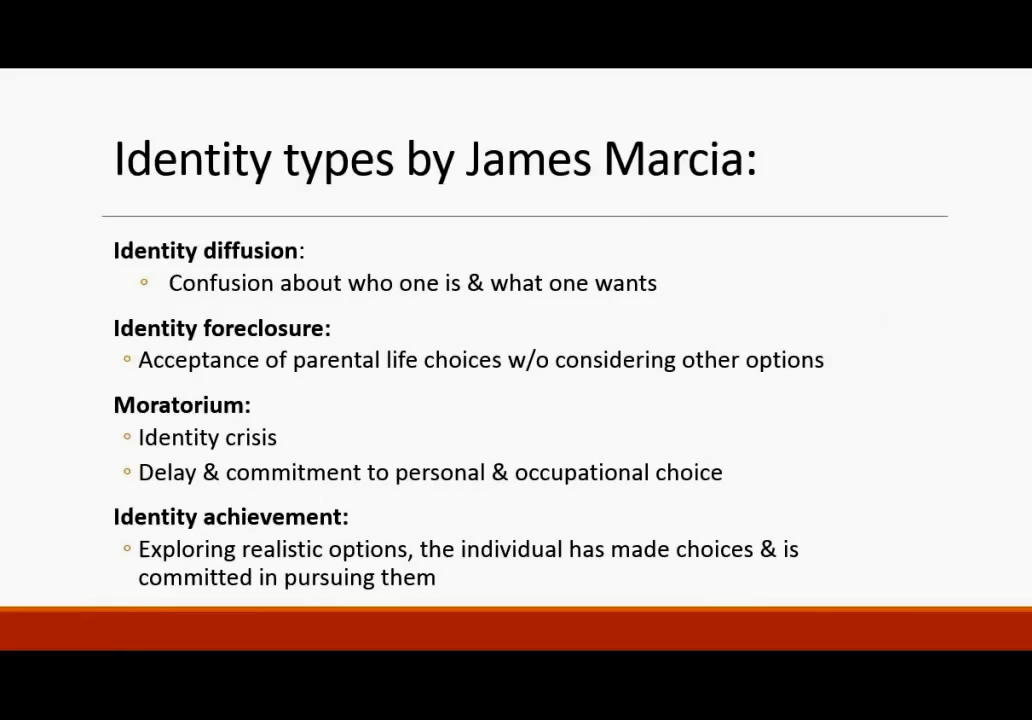 Identity types by James Marcia:
Identity diffusion:
◦ Confusion about who one is & what one wants
Identity foreclosure:
◦ Acceptance of parental life choices w/o considering other options
Moratorium:
◦ Identity crisis
◦ Delay & commitment to personal & occupational choice
Identity achievement:
◦ Exploring realistic options, the individual has made choices & is
committed in pursuing them